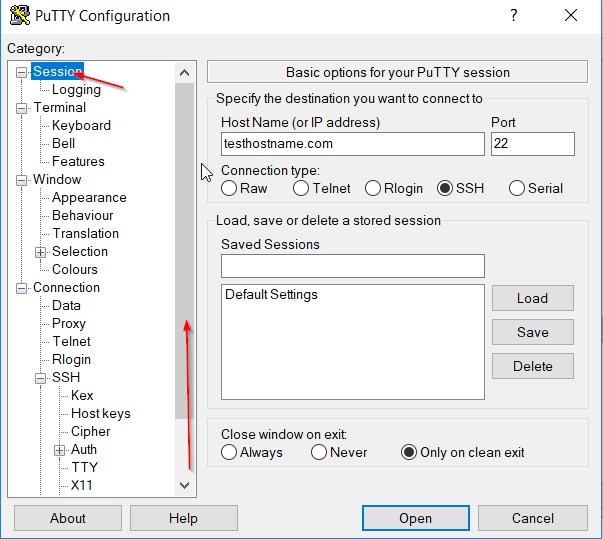 PuTTY Configuration
?
Category:
Session
Logging
Terminal
Keyboard
Bell
Features
Window
Appearance
Behaviour
Translation
Selection
Colours
Connection
Data
Proxy
Telnet
Rlogin
SSH
Kex
Host keys
Cipher
Auth
TTY
X11
Basic options for your PuTTY session
Specify the destination you want to connect to
Host Name (or IP address) Port
testhostname.com 22
Connection type:
Raw Telnet Rlogin SSH Serial
Load, save or delete a stored session
Saved Sessions
Default Settings
Load
Save
Delete
Close window on exit:
Always Never Only on clean exit
About Help Open Cancel